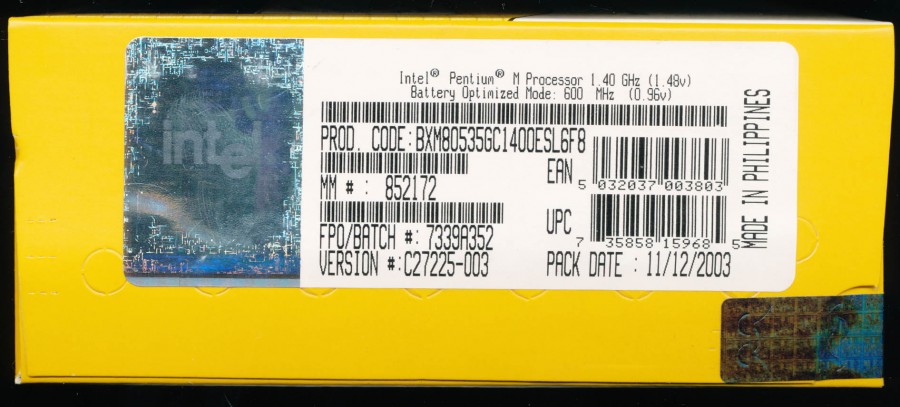 intel
Intel® Pentium® M Processor 1.40 GHz (1.48v)
Battery Optimized Mode: 600 MHz (0.96v)
PROD. CODE:BXM80535GC1400ESL6F8
MM # : 852172
FPO/BATCH #: 7339A352
VERSION #:C27225-003
EAN
5 032037 003803
UPC
7 35858 15968 5
PACK DATE : 11/12/2003
MADE IN PHILIPPINES